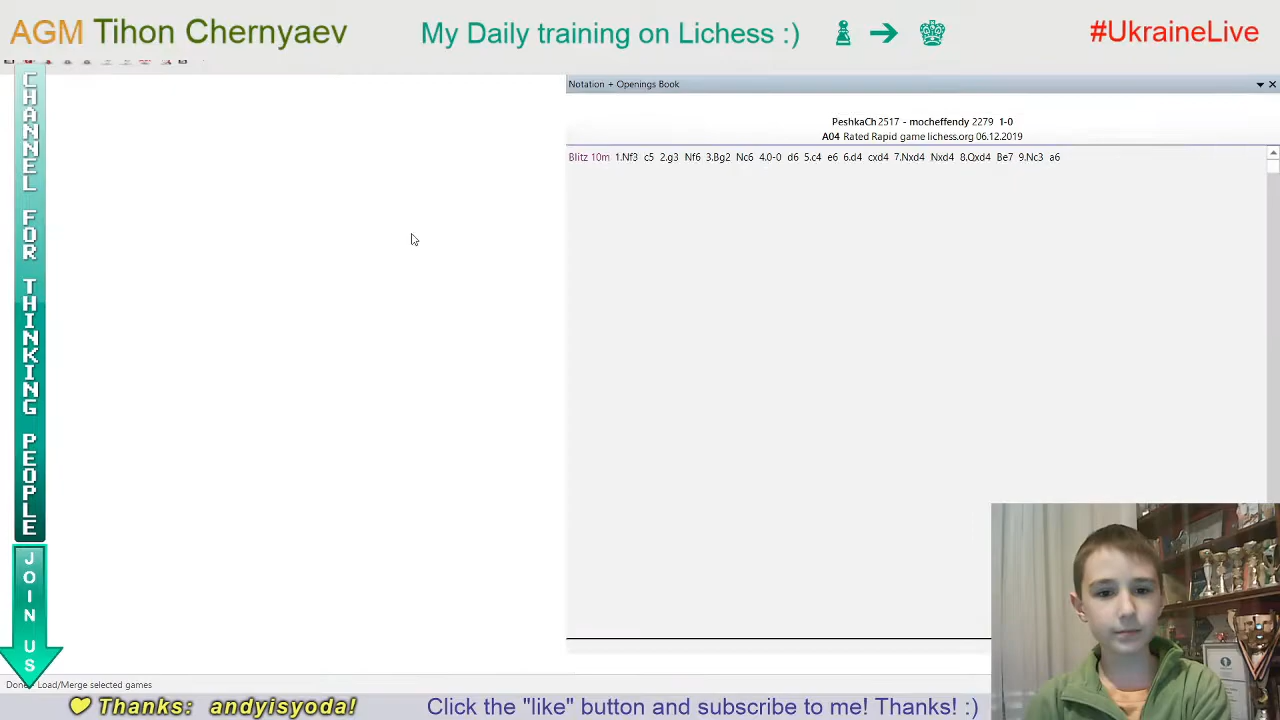 AGM Tihon Chernyaev
My Daily training on Lichess :)
#UkraineLive
CHANNEL FOR THINKING PEOPLE
JOIN US
Notation + Openings Book
PeshkaCh 2517 - mocheffendy 2279 1-0
A04 Rated Rapid game lichess.org 06.12.2019
Blitz 10m 1.Nf3 c5 2.g3 Nf6 3.Bg2 Nc6 4.0-0 d6 5.c4 e6 6.d4 cxd4 7.Nxd4 Nxd4 8.Qxd4 Be7 9.Nc3 a6
Load/Merge selected games
Thanks: andyisyoda!
Click the "like" button and subscribe to me! Thanks! :)